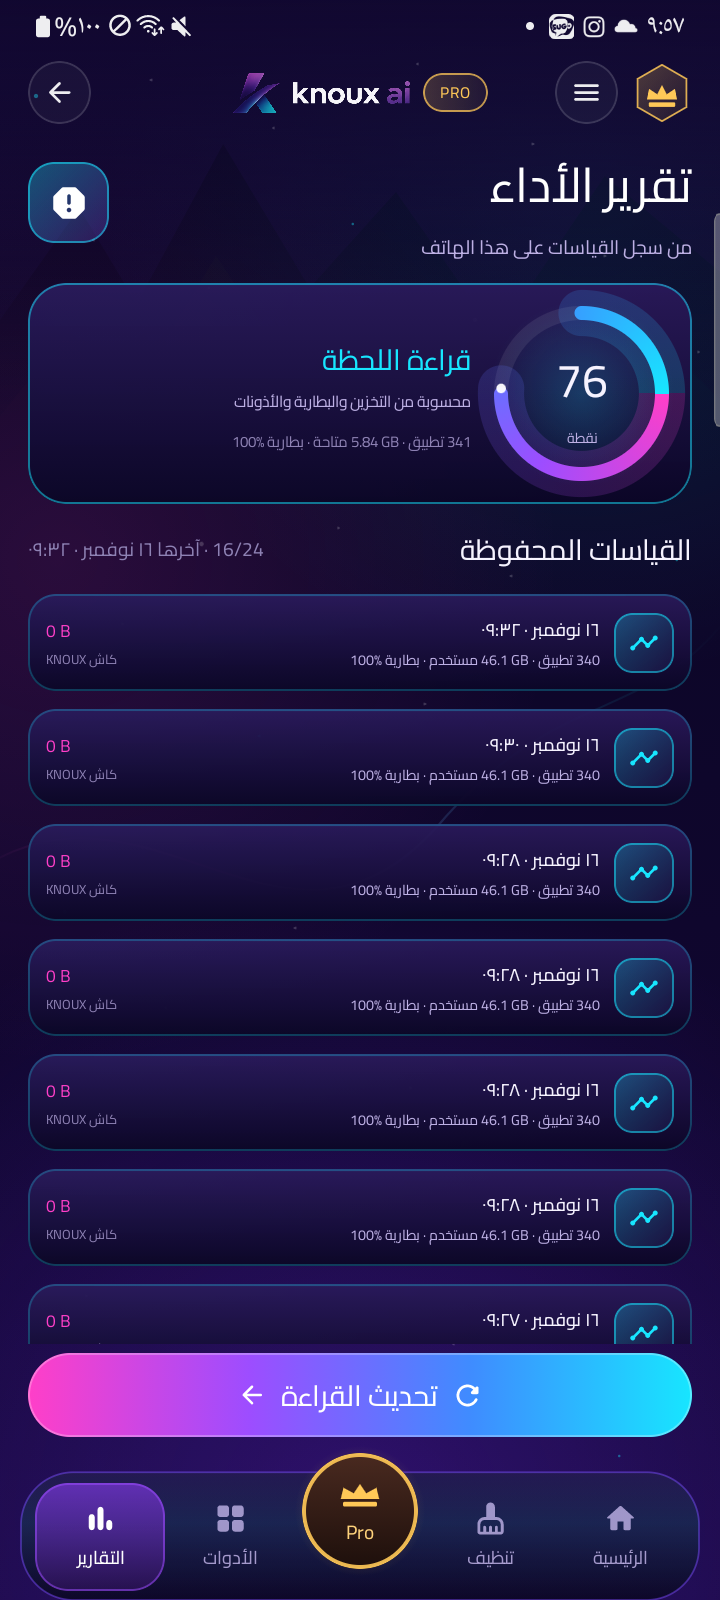 ٩:٥٧
%١٠٠
knoux ai
PRO
تقرير الأداء
من سجل القياسات على هذا الهاتف
76
نقطة
قراءة اللحظة
محسوبة من التخزين والبطارية والأذونات
341 تطبيق · 5.84 GB متاحة · بطارية 100%
القياسات المحفوظة
16/24 · آخرها ١٦ نوفمبر · ٠٩:٣٢
١٦ نوفمبر · ٠٩:٣٢
340 تطبيق · 46.1 GB مستخدم · بطارية 100%
0 B
كاش KNOUX
١٦ نوفمبر · ٠٩:٣٠
340 تطبيق · 46.1 GB مستخدم · بطارية 100%
0 B
كاش KNOUX
١٦ نوفمبر · ٠٩:٢٨
340 تطبيق · 46.1 GB مستخدم · بطارية 100%
0 B
كاش KNOUX
١٦ نوفمبر · ٠٩:٢٨
340 تطبيق · 46.1 GB مستخدم · بطارية 100%
0 B
كاش KNOUX
١٦ نوفمبر · ٠٩:٢٨
340 تطبيق · 46.1 GB مستخدم · بطارية 100%
0 B
كاش KNOUX
١٦ نوفمبر · ٠٩:٢٨
340 تطبيق · 46.1 GB مستخدم · بطارية 100%
0 B
كاش KNOUX
١٦ نوفمبر · ٠٩:٢٧
0 B
تحديث القراءة
الرئيسية
تنظيف
Pro
الأدوات
التقارير